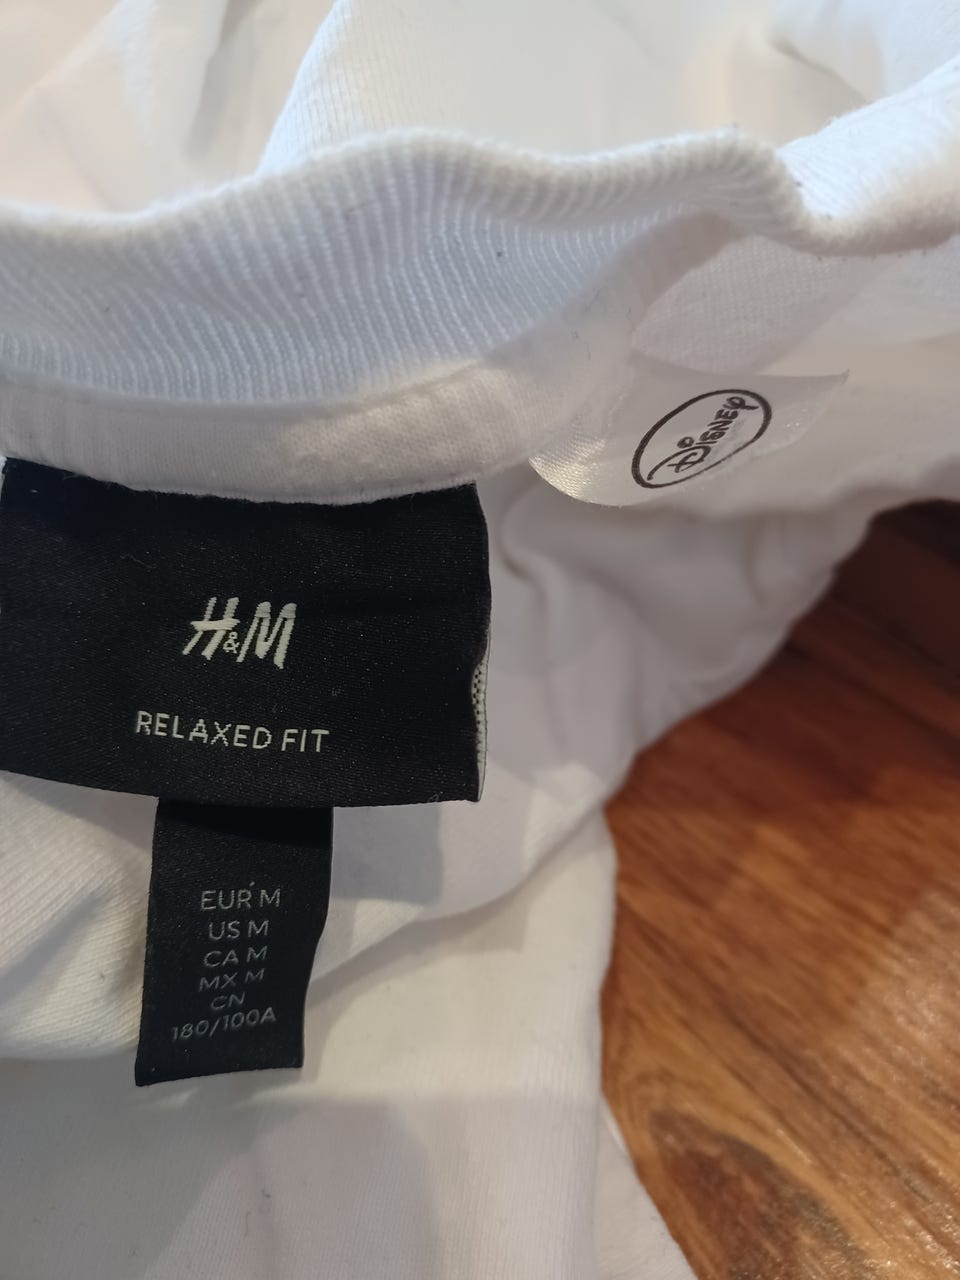 DISNEY
H&M
RELAXED FIT
EUR M
US M
CA M
MX M
CN
180/100A